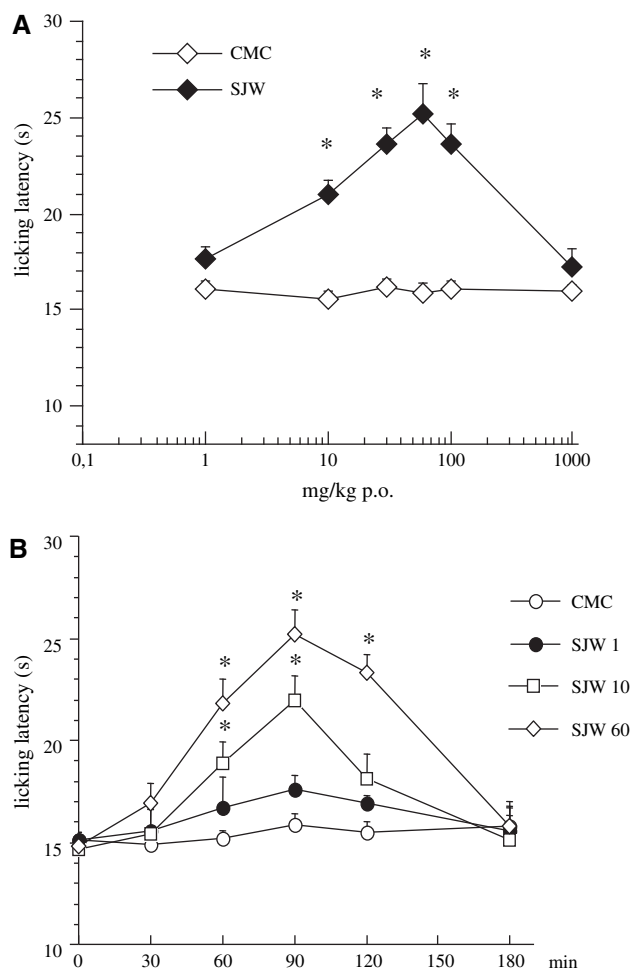 A
30
25
20
15
10
licking latency (s)
CMC
SJW
*
*
*
*
0,1
1
10
100
1000
mg/kg p.o.
B
30
25
20
15
10
licking latency (s)
*
*
*
*
*
CMC
SJW 1
SJW 10
SJW 60
0
30
60
90
120
150
180
min